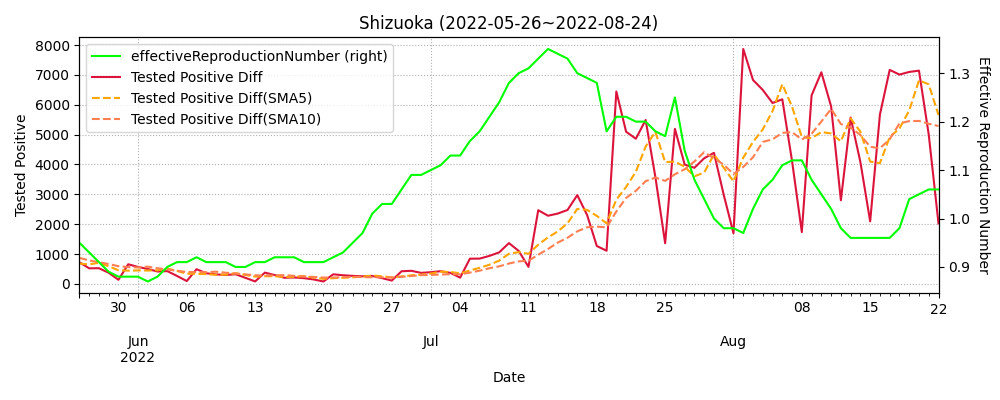 Shizuoka (2022-05-26~2022-08-24)
effectiveReproductionNumber (right)
Tested Positive Diff
Tested Positive Diff(SMA5)
Tested Positive Diff(SMA10)
Tested Positive
8000
7000
6000
5000
4000
3000
2000
1000
0
Effective Reproduction Number
1.3
1.2
1.1
1.0
0.9
30 06 13 20 27 04 11 18 25 08 15 22
Jun Jul Aug
2022
Date